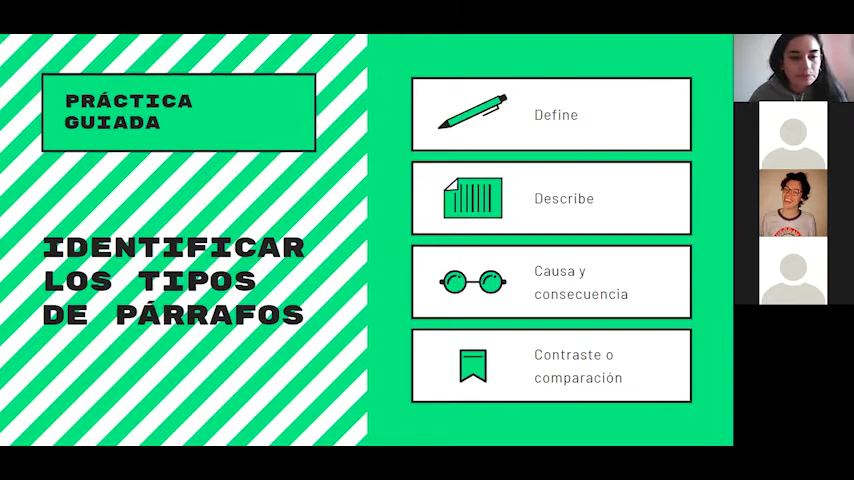 PRÁCTICA
GUIADA
IDENTIFICAR
LOS TIPOS
DE PÁRRAFOS
Define
Describe
Causa y
consecuencia
Contraste o
comparación